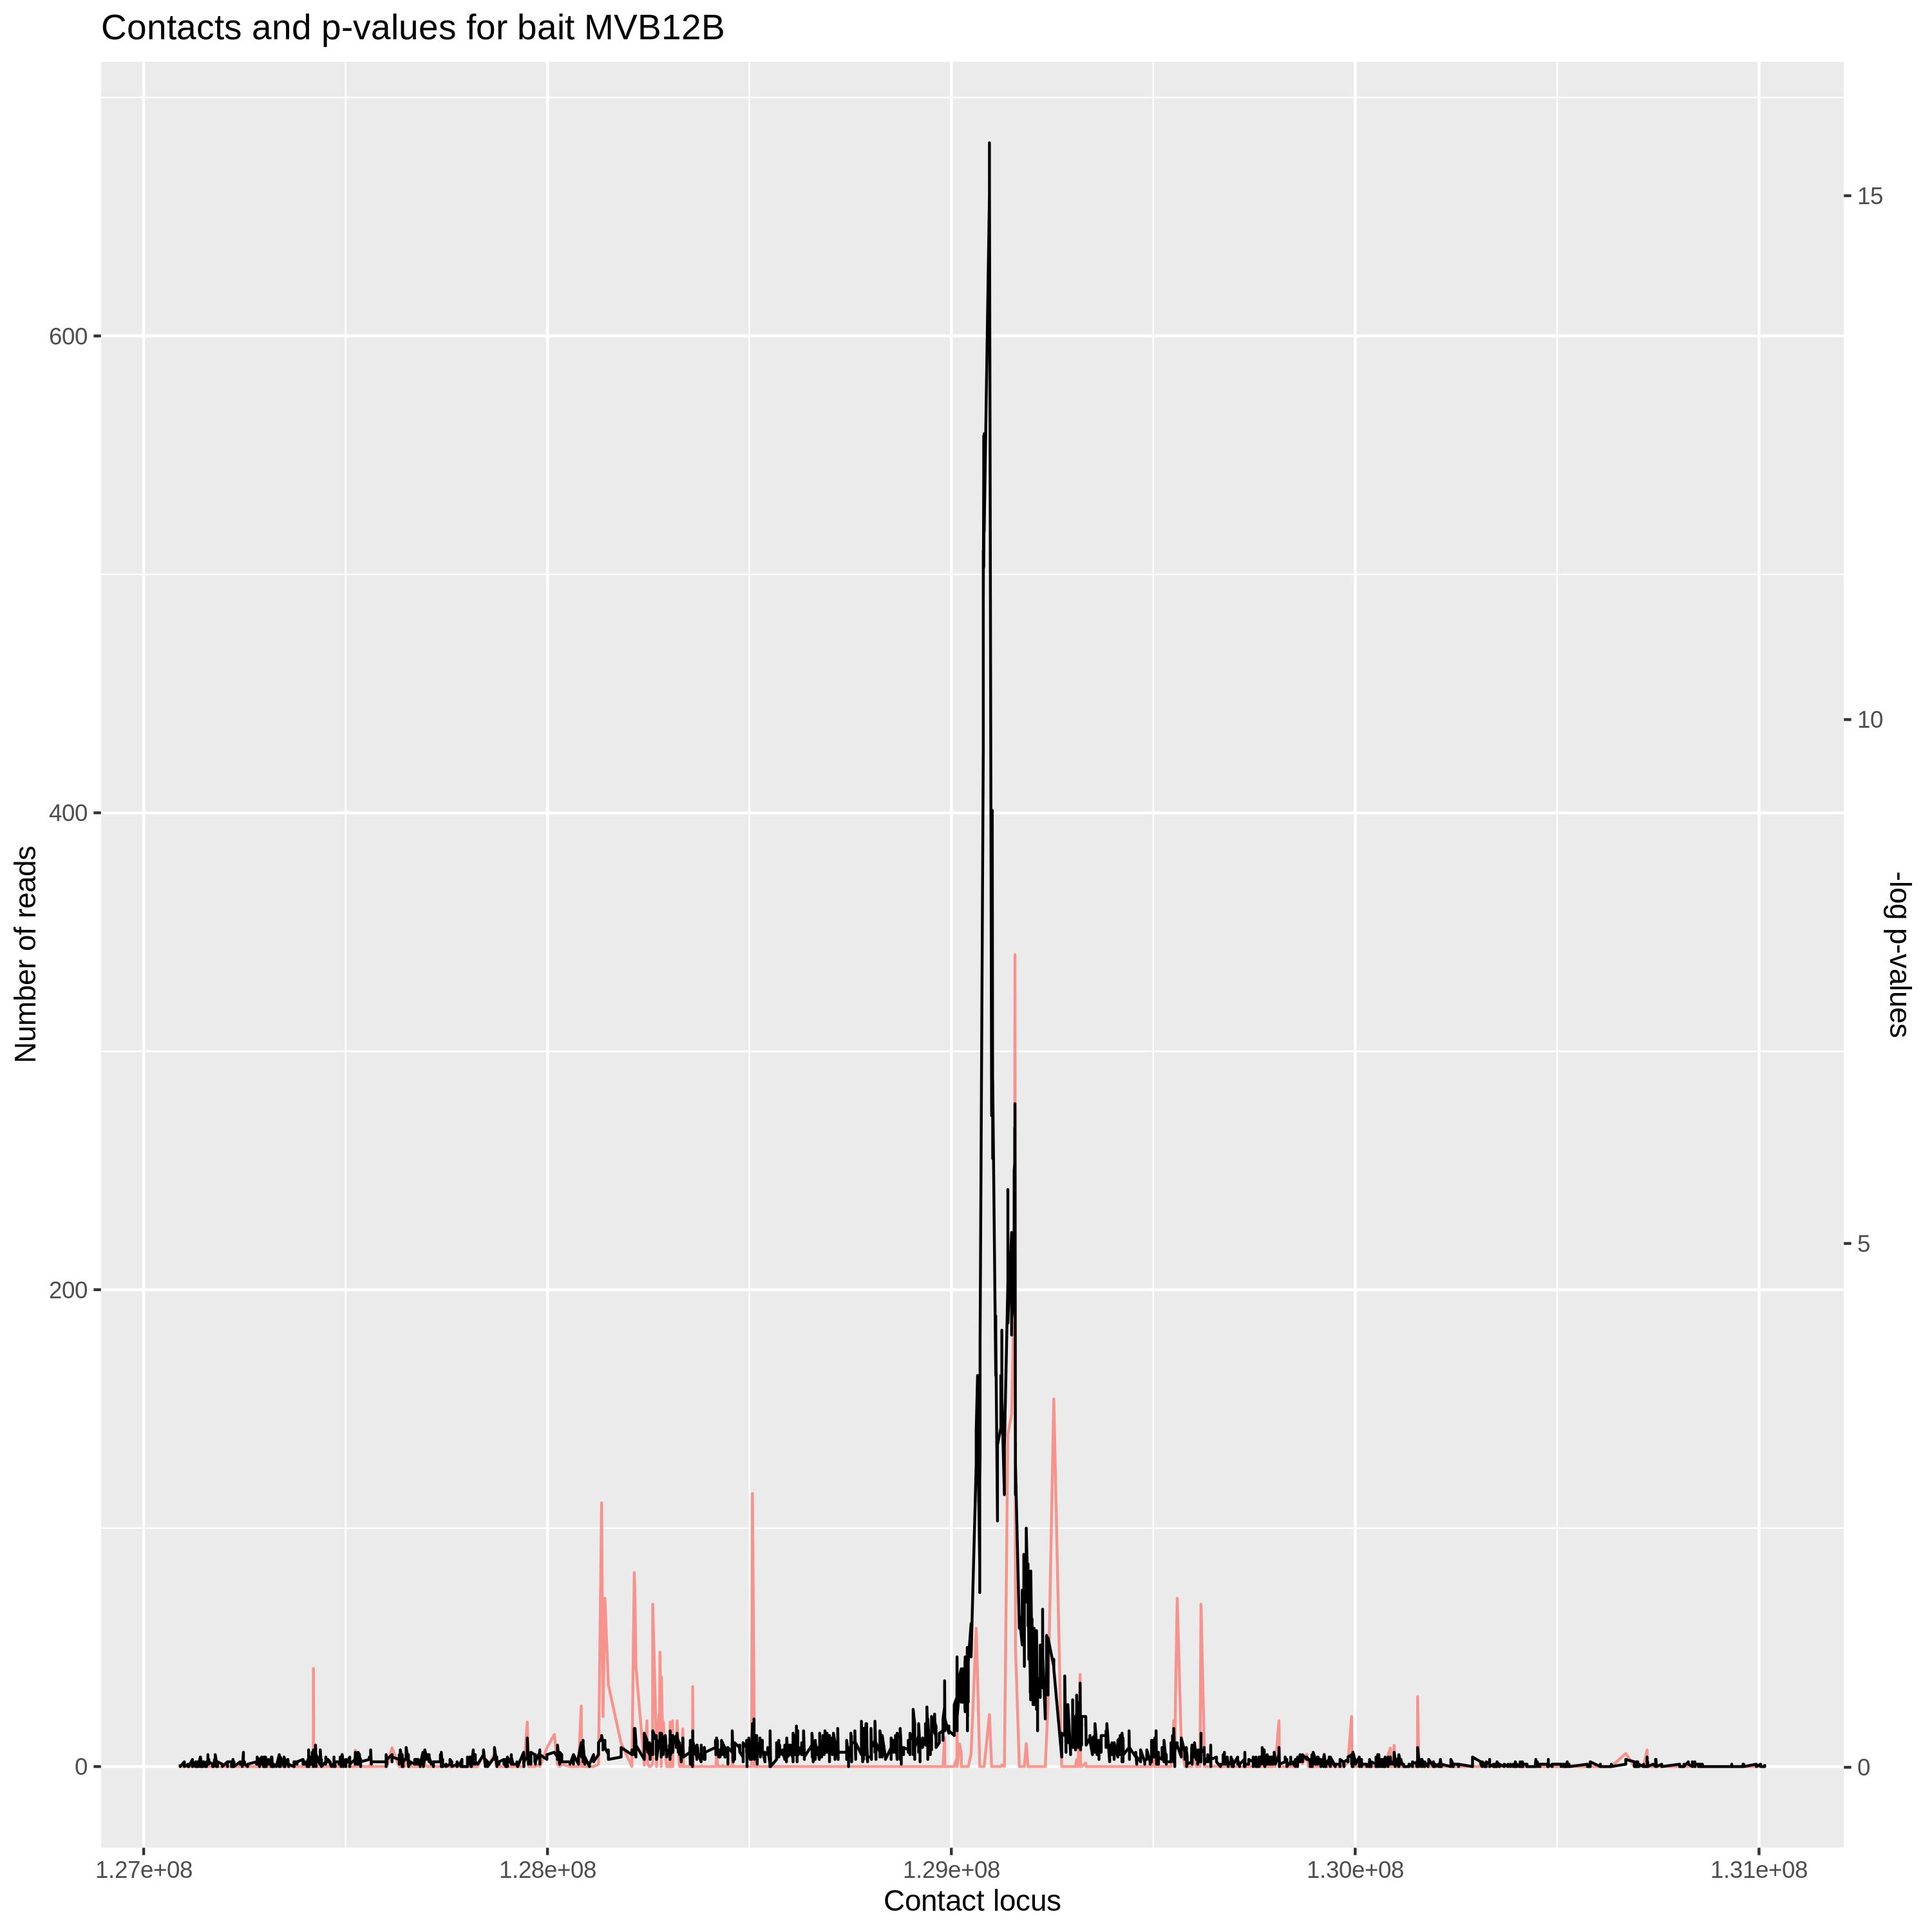 Contacts and p-values for bait MVB12B
600
400
200
0
Number of reads
15
10
5
0
-log p-values
1.27e+08 1.28e+08 1.29e+08 1.30e+08 1.31e+08
Contact locus